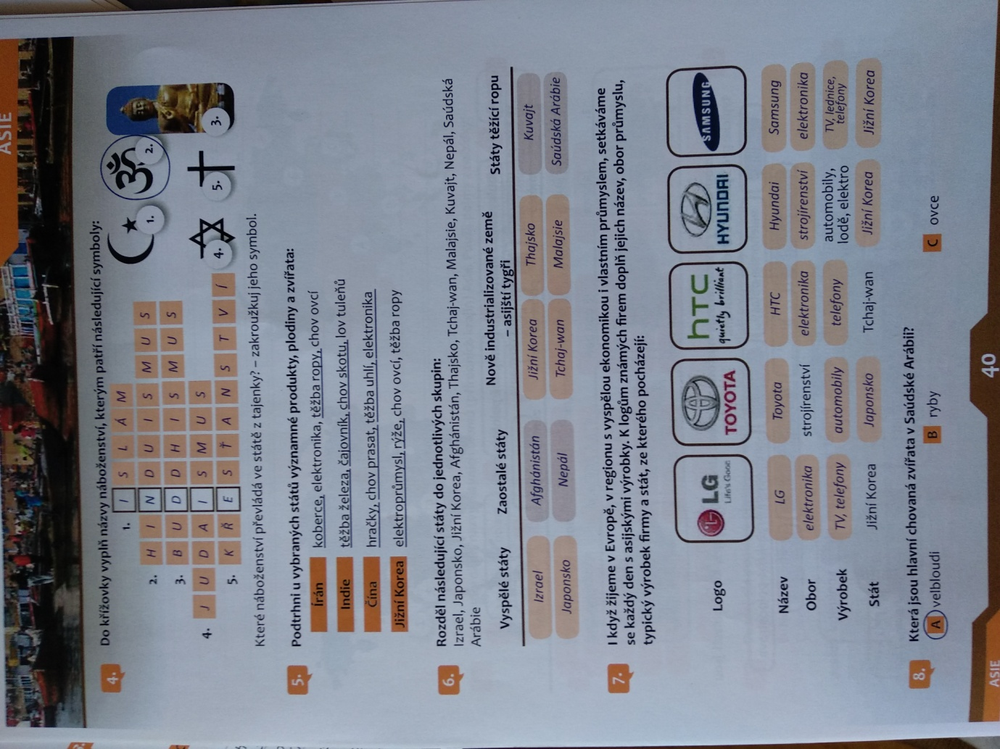 ASIE
4. Do křížovky vyplň názvy náboženství, kterým patří následující symboly:
1. I S L Á M
2. H I N D U I S M U S
3. B U D D H I S M U S
4. J U D A I S M U S
5. K Ř E S Ť A N S T V Í
1.
2.
3.
4.
5.
Které náboženství převládá ve státě z tajenky? – zakroužkuj jeho symbol.
5. Podtrhni u vybraných států významné produkty, plodiny a zvířata:
Írán koberce, elektronika, těžba ropy, chov ovcí
Indie těžba železa, čajovník, chov skotu, lov tuleňů
Čína hračky, chov prasat, těžba uhlí, elektronika
Jižní Korea elektroprůmysl, rýže, chov ovcí, těžba ropy
6. Rozděl následující státy do jednotlivých skupin:
Izrael, Japonsko, Jižní Korea, Afghánistán, Thajsko, Tchaj-wan, Malajsie, Kuvajt, Nepál, Saúdská
Arábie
Vyspělé státy Zaostalé státy Nově industrializované země Státy těžící ropu
– asijští tygři
Izrael Afghánistán Jižní Korea Thajsko Kuvajt
Japonsko Nepál Tchaj-wan Malajsie Saúdská Arábie
7. I když žijeme v Evropě, v regionu s vyspělou ekonomikou i vlastním průmyslem, setkáváme
se každý den s asijskými výrobky. K logům známých firem doplň jejich název, obor průmyslu,
typický výrobek firmy a stát, ze kterého pocházejí:
Logo LG Life's Good TOYOTA hTC quietly brilliant HYUNDAI SAMSUNG
Název LG Toyota HTC Hyundai Samsung
Obor elektronika strojírenství elektronika strojírenství elektronika
Výrobek TV, telefony automobily telefony automobily, lodě, elektro TV, lednice, telefony
Stát Jižní Korea Japonsko Tchaj-wan Jižní Korea Jižní Korea
8. Která jsou hlavní chovaná zvířata v Saúdské Arábii?
A velbloudi B ryby C ovce
ASIE
40